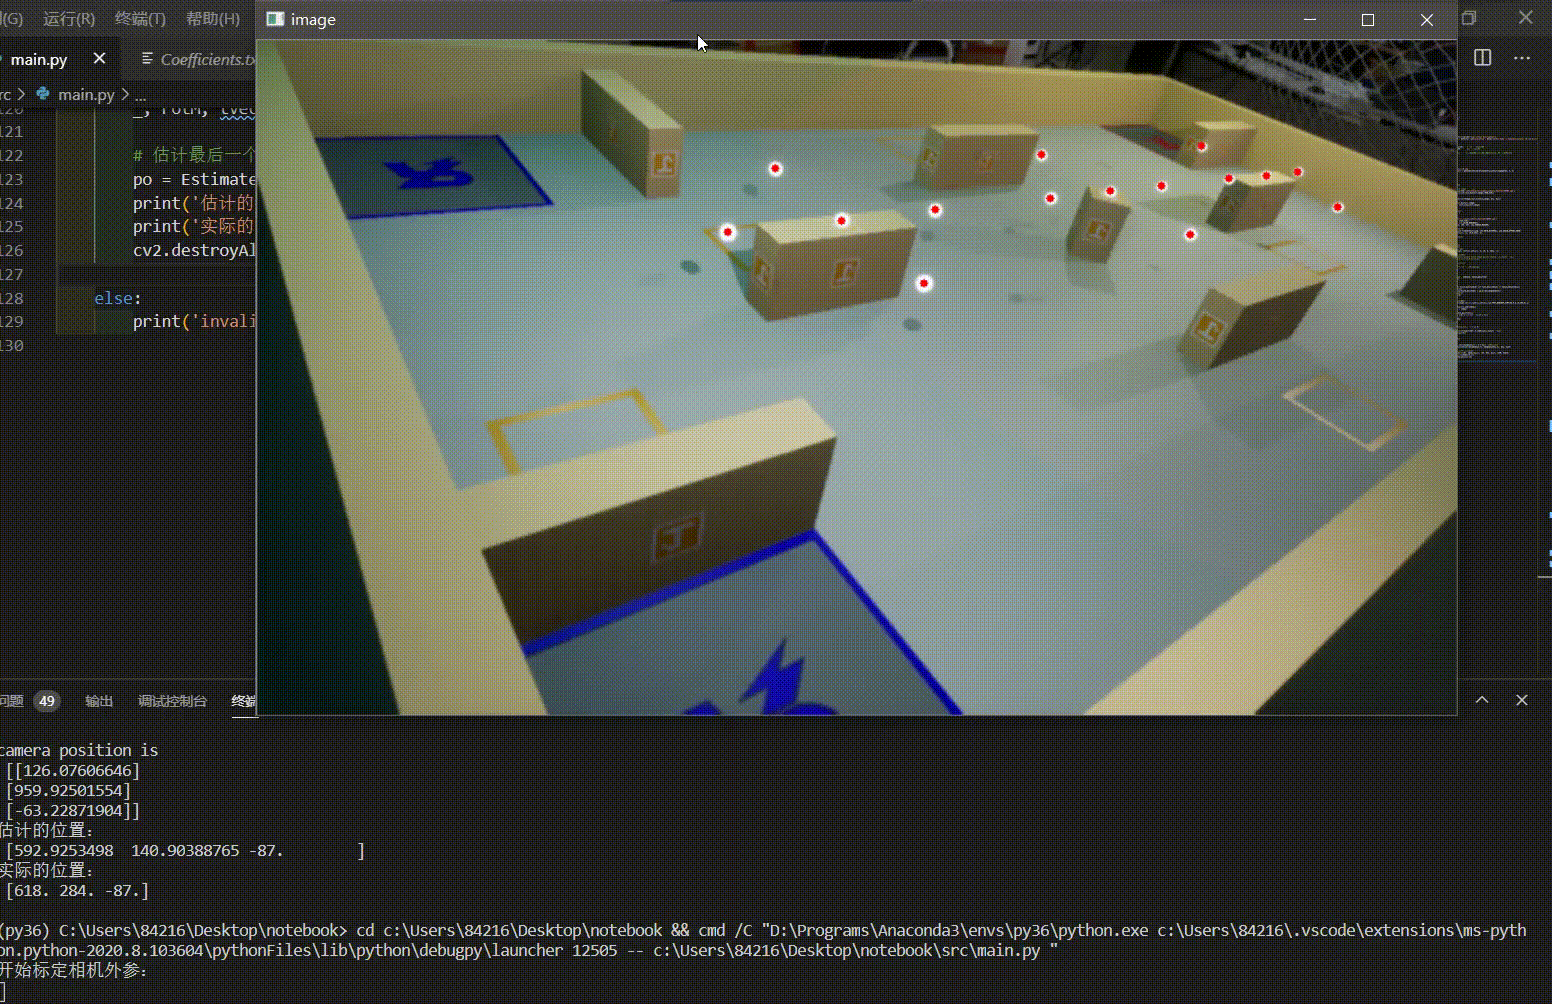 (G) 运行(R) 终端(T) 帮助(H)
image
main.py
Coefficients.tx
rc > main.py > ...
120
121
122 # 估计最后一个
123 po = Estimate
124 print('估计的
125 print('实际的
126 cv2.destroyAl
127
128 else:
129 print('invali
130
问题 49 输出 调试控制台 终端
camera position is
[[126.07606646]
[959.92501554]
[-63.22871904]]
估计的位置:
[592.9253498 140.90388765 -87. ]
实际的位置:
[618. 284. -87.]
(py36) C:\Users\84216\Desktop\notebook> cd c:\Users\84216\Desktop\notebook && cmd /C "D:\Programs\Anaconda3\envs\py36\python.exe c:\Users\84216\.vscode\extensions\ms-pyth
on.python-2020.8.103604\pythonFiles\lib\python\debugpy\launcher 12505 -- c:\Users\84216\Desktop\notebook\src\main.py "
开始标定相机外参: